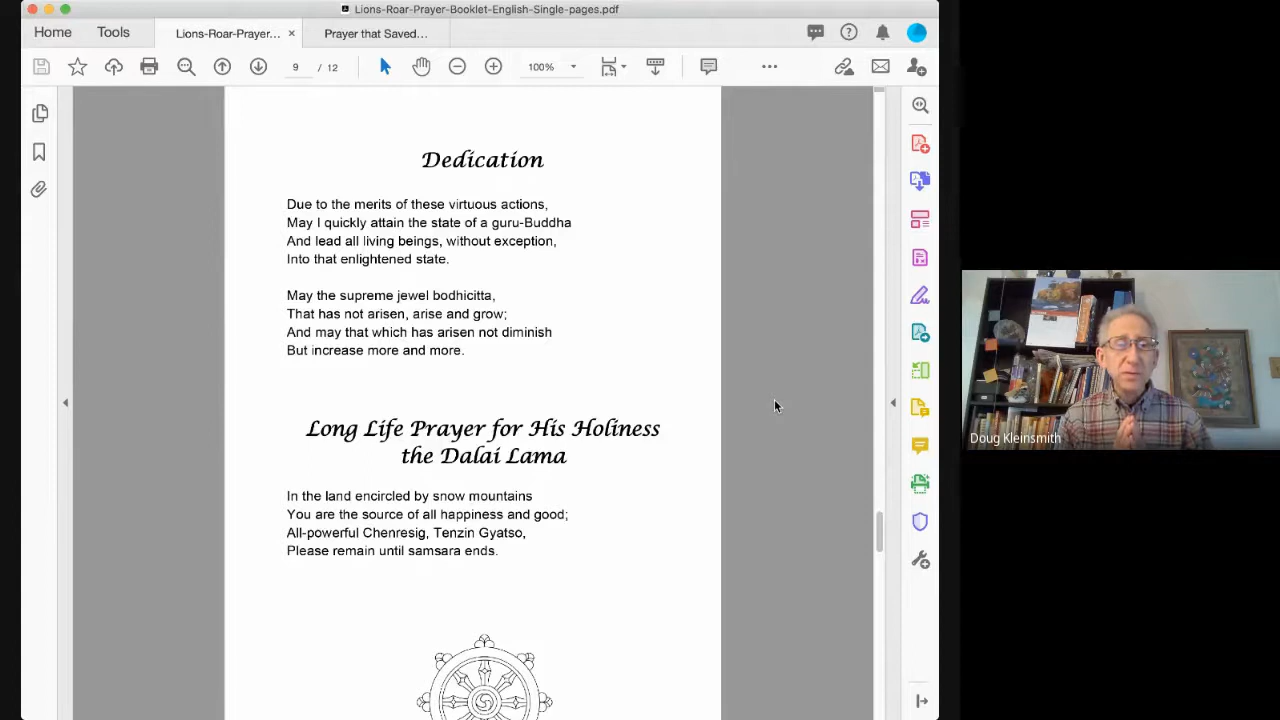 Lions-Roar-Prayer-Booklet-English-Single-pages.pdf
Home Tools Lions-Roar-Prayer... × Prayer that Saved...
9 / 12 100%
Dedication
Due to the merits of these virtuous actions,
May I quickly attain the state of a guru-Buddha
And lead all living beings, without exception,
Into that enlightened state.
May the supreme jewel bodhicitta,
That has not arisen, arise and grow;
And may that which has arisen not diminish
But increase more and more.
Long Life Prayer for His Holiness
the Dalai Lama
In the land encircled by snow mountains
You are the source of all happiness and good;
All-powerful Chenresig, Tenzin Gyatso,
Please remain until samsara ends.
Doug Kleinsmith